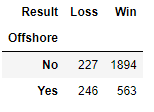 Result Loss Win
Offshore
No 227 1894
Yes 246 563